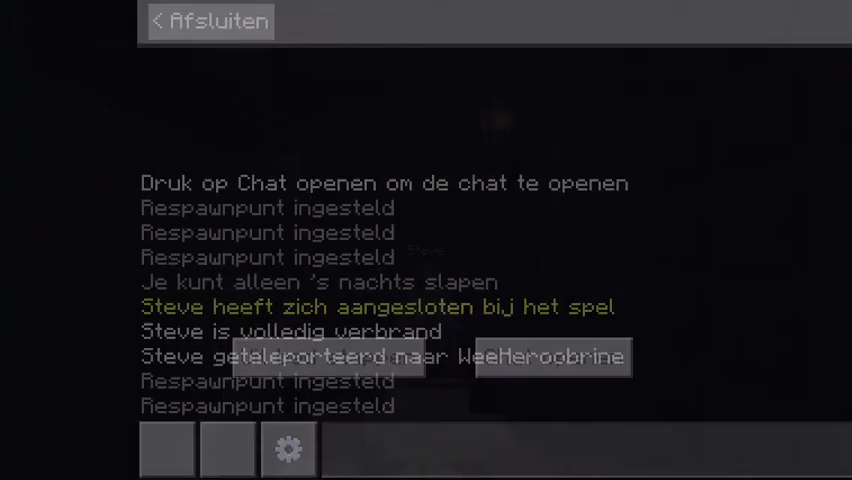 < Afsluiten
Druk op Chat openen om de chat te openen
Respawnpunt ingesteld
Respawnpunt ingesteld
Respawnpunt ingesteld
Steve
Je kunt alleen 's nachts slapen
Steve heeft zich aangesloten bij het spel
Steve is volledig verbrand
Steve geteleporteerd naar WeeHeroobrine
Respawnpunt ingesteld
Respawnpunt ingesteld